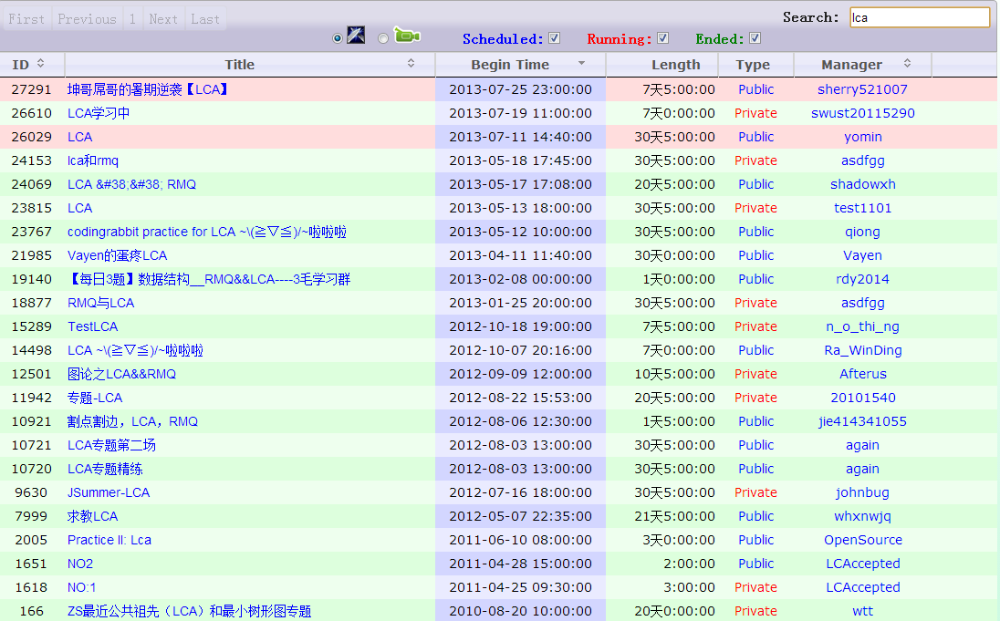 First Previous 1 Next Last Search: lca
Scheduled: Running: Ended:
ID Title Begin Time Length Type Manager
27291 坤哥屌哥的暑期逆袭【LCA】 2013-07-25 23:00:00 7天5:00:00 Public sherry521007
26610 LCA学习中 2013-07-19 11:00:00 7天0:00:00 Private swust20115290
26029 LCA 2013-07-11 14:40:00 30天5:00:00 Public yomin
24153 lca和rmq 2013-05-18 17:45:00 30天5:00:00 Private asdfgg
24069 LCA &#38;&#38; RMQ 2013-05-17 17:08:00 20天5:00:00 Public shadowxh
23815 LCA 2013-05-13 18:00:00 30天5:00:00 Private test1101
23767 codingrabbit practice for LCA ~\(≧▽≦)/~啦啦啦 2013-05-12 10:00:00 30天5:00:00 Public qiong
21985 Vayen的蛋疼LCA 2013-04-11 11:40:00 30天0:00:00 Public Vayen
19140 【每日3题】数据结构__RMQ&&LCA----3毛学习群 2013-02-08 00:00:00 1天0:00:00 Public rdy2014
18877 RMQ与LCA 2013-01-25 20:00:00 30天5:00:00 Private asdfgg
15289 TestLCA 2012-10-18 19:00:00 7天5:00:00 Private n_o_thi_ng
14498 LCA ~\(≧▽≦)/~啦啦啦 2012-10-07 20:16:00 7天0:00:00 Public Ra_WinDing
12501 图论之LCA&&RMQ 2012-09-09 12:00:00 10天5:00:00 Private Afterus
11942 专题-LCA 2012-08-22 15:53:00 20天5:00:00 Private 20101540
10921 割点割边，LCA，RMQ 2012-08-06 12:30:00 1天5:00:00 Public jie414341055
10721 LCA专题第二场 2012-08-03 13:00:00 30天5:00:00 Public again
10720 LCA专题精练 2012-08-03 13:00:00 30天5:00:00 Public again
9630 JSummer-LCA 2012-07-16 18:00:00 30天5:00:00 Private johnbug
7999 求教LCA 2012-05-07 22:35:00 21天5:00:00 Public whxnwjq
2005 Practice II: Lca 2011-06-10 08:00:00 3天0:00:00 Public OpenSource
1651 NO2 2011-04-28 15:00:00 2:00:00 Public LCAccepted
1618 NO:1 2011-04-25 09:30:00 3:00:00 Private LCAccepted
166 ZS最近公共祖先（LCA）和最小树形图专题 2010-08-20 10:00:00 20天0:00:00 Private wtt